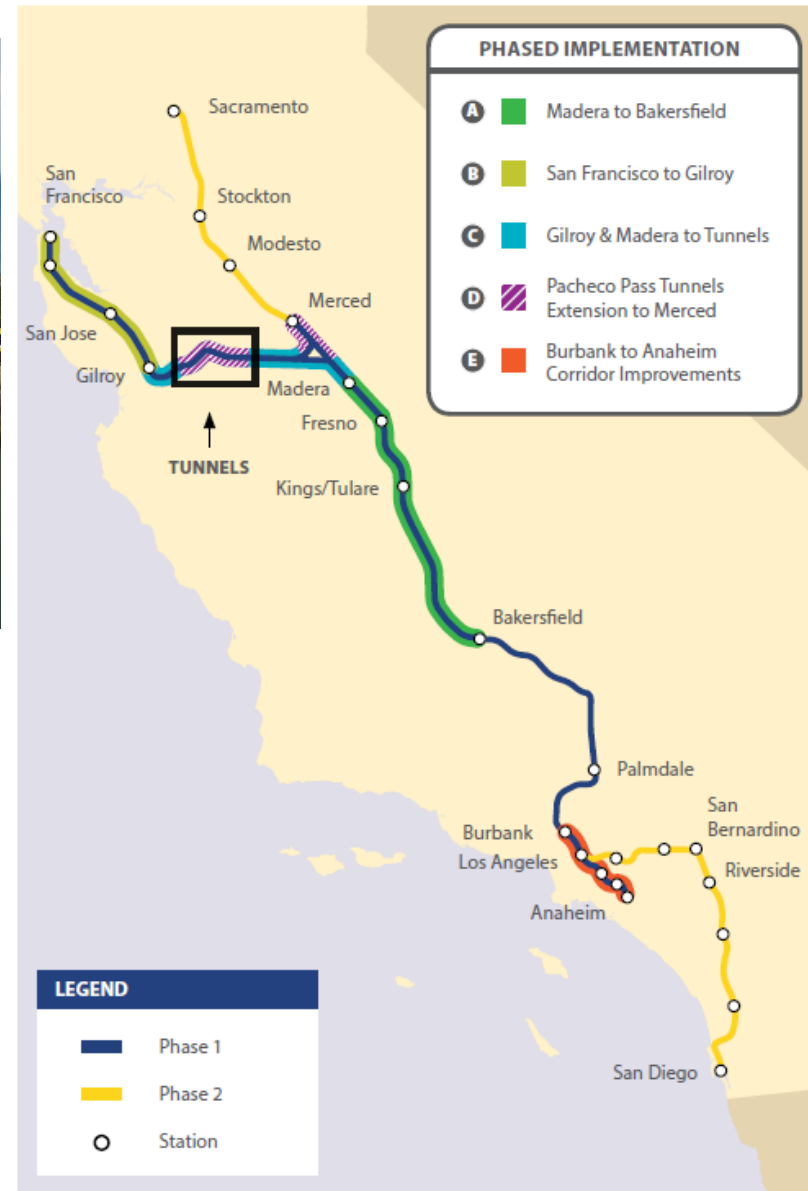 PHASED IMPLEMENTATION
A Madera to Bakersfield
B San Francisco to Gilroy
C Gilroy & Madera to Tunnels
D Pacheco Pass Tunnels
Extension to Merced
E Burbank to Anaheim
Corridor Improvements
Sacramento
San
Francisco
Stockton
Modesto
Merced
San Jose
Gilroy
Madera
Fresno
TUNNELS
Kings/Tulare
Bakersfield
Palmdale
San
Bernardino
Burbank
Los Angeles
Riverside
Anaheim
San Diego
LEGEND
Phase 1
Phase 2
Station